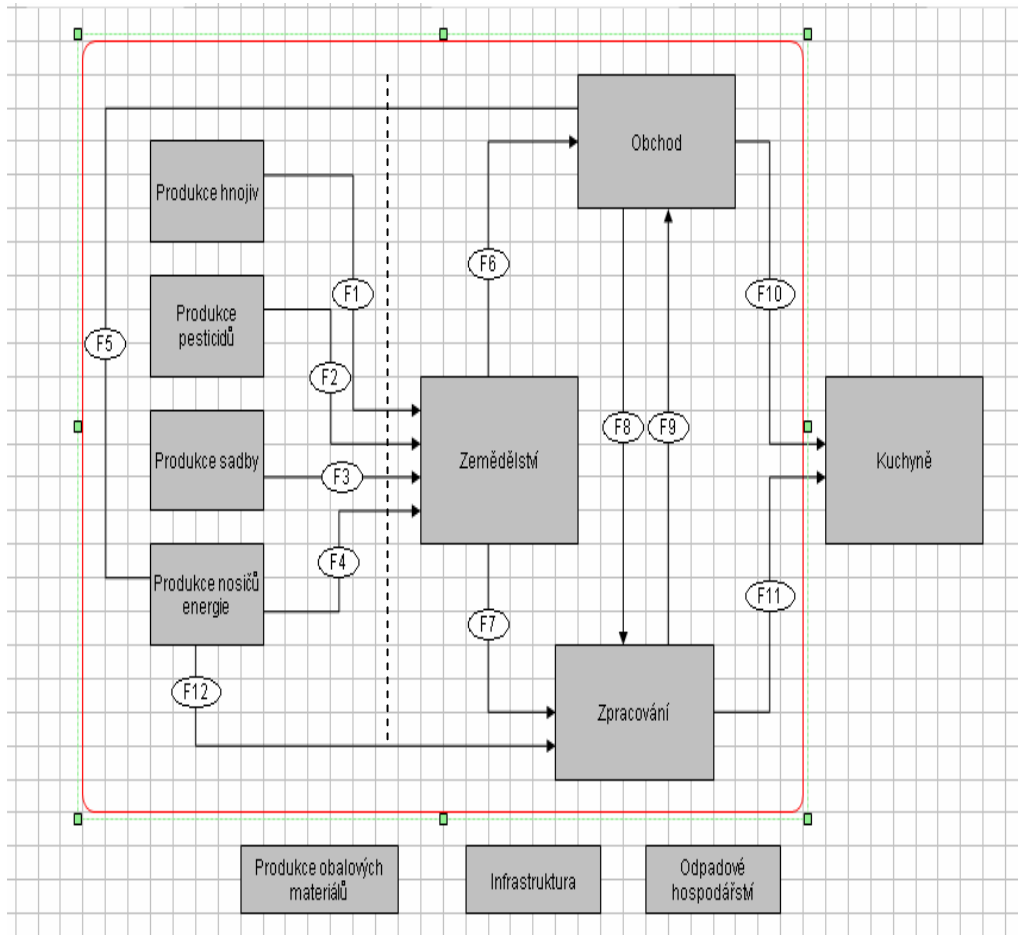 Obchod
Produkce hnojiv
F6
F1
F10
Produkce
pesticidů
F5
F2
F8
F9
Produkce sadby
F3
Zemědělství
Kuchyně
F4
Produkce nosičů
energie
F7
F11
F12
Zpracování
Produkce obalových
materiálů
Infrastruktura
Odpadové
hospodářství